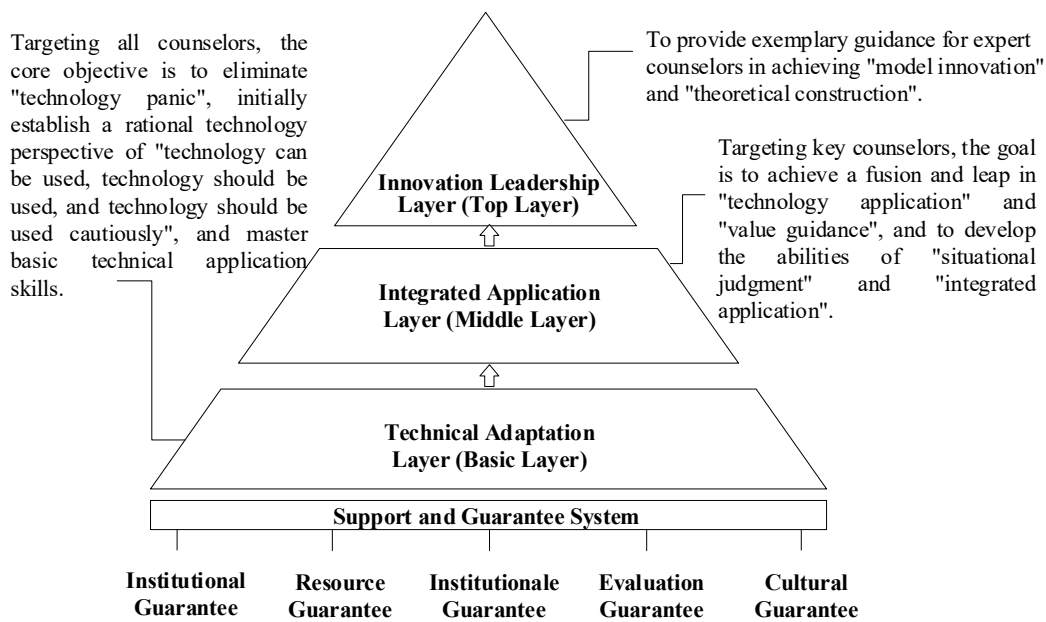 Targeting all counselors, the
core objective is to eliminate
"technology panic", initially
establish a rational technology
perspective of "technology can
be used, technology should be
used, and technology should be
used cautiously", and master
basic technical application
skills.
To provide exemplary guidance for expert
counselors in achieving "model innovation"
and "theoretical construction".
Targeting key counselors, the goal
is to achieve a fusion and leap in
"technology application" and
"value guidance", and to develop
the abilities of "situational
judgment" and "integrated
application".
Innovation Leadership
Layer (Top Layer)
Integrated Application
Layer (Middle Layer)
Technical Adaptation
Layer (Basic Layer)
Support and Guarantee System
Institutional
Guarantee
Resource
Guarantee
Institutionale
Guarantee
Evaluation
Guarantee
Cultural
Guarantee